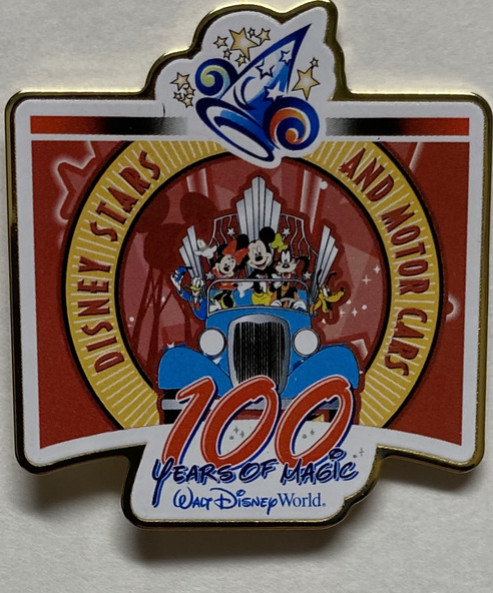 DISNEY STARS
AND MOTOR CARS
100
YEARS OF MAGIC
WALT DISNEY World.